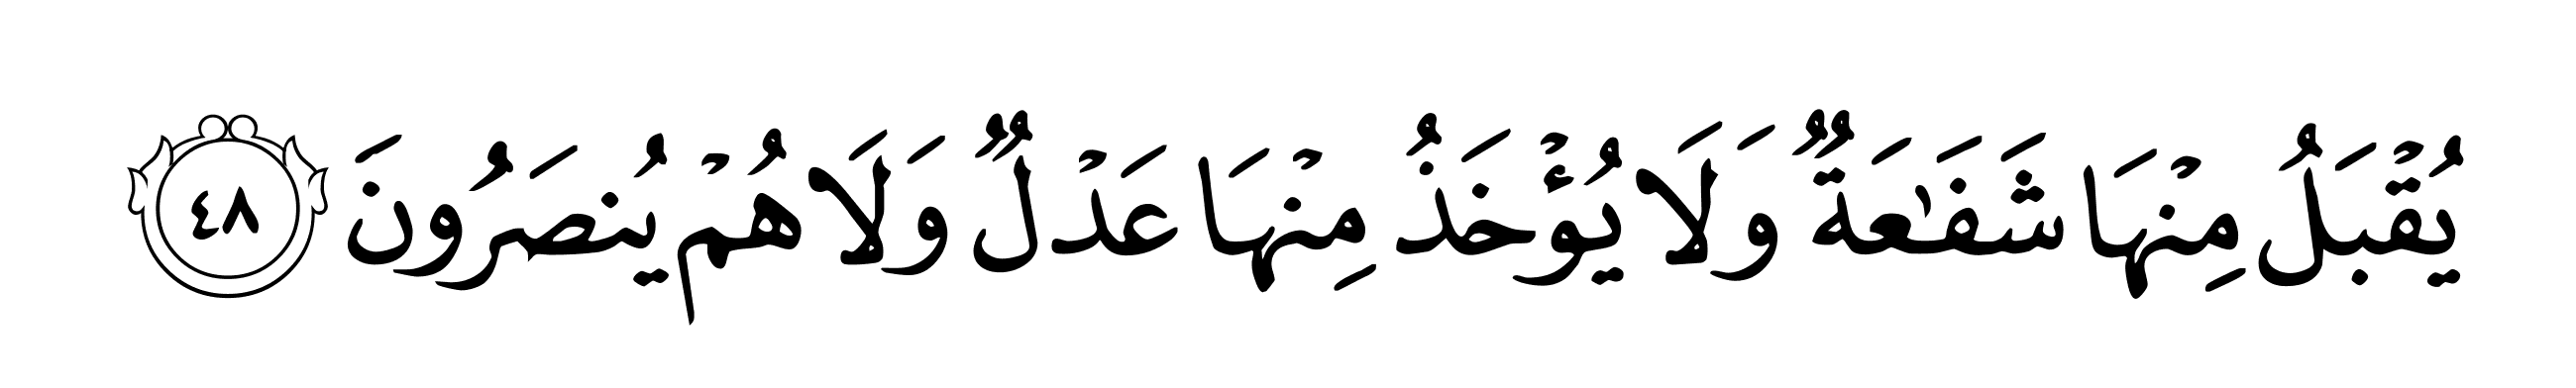 يُقْبَلُ مِنْهَا شَفَٰعَةٌ وَلَا يُؤْخَذُ مِنْهَا عَدْلٌ وَلَا هُمْ يُنصَرُونَ ٤٨